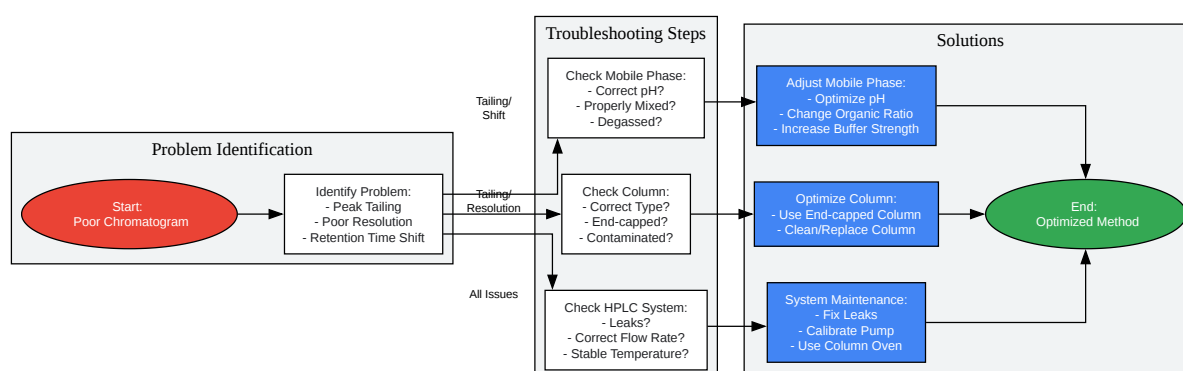 Problem Identification
Start:
Poor Chromatogram
Identify Problem:
- Peak Tailing
- Poor Resolution
- Retention Time Shift
Tailing/
Shift
Tailing/
Resolution
All Issues
Troubleshooting Steps
Check Mobile Phase:
- Correct pH?
- Properly Mixed?
- Degassed?
Check Column:
- Correct Type?
- End-capped?
- Contaminated?
Check HPLC System:
- Leaks?
- Correct Flow Rate?
- Stable Temperature?
Solutions
Adjust Mobile Phase:
- Optimize pH
- Change Organic Ratio
- Increase Buffer Strength
Optimize Column:
- Use End-capped Column
- Clean/Replace Column
System Maintenance:
- Fix Leaks
- Calibrate Pump
- Use Column Oven
End:
Optimized Method